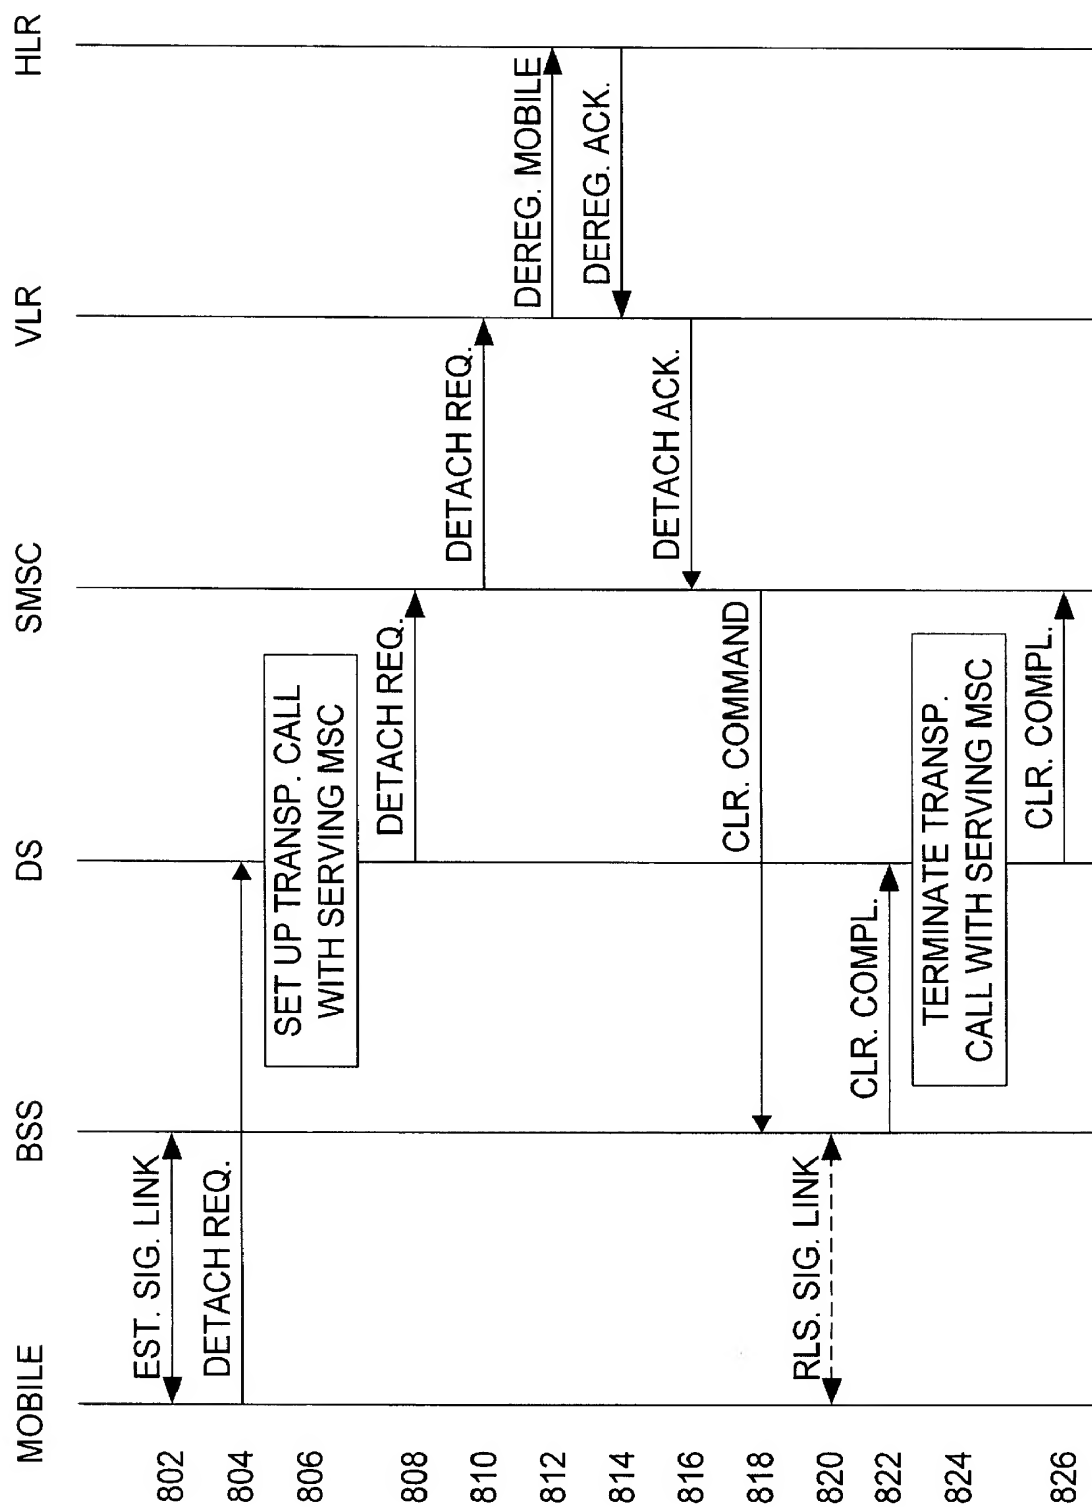 MOBILE
BSS
DS
SMSC
VLR
HLR
802
EST. SIG. LINK
804
DETACH REQ.
806
SET UP TRANSP. CALL
WITH SERVING MSC
808
DETACH REQ.
810
DETACH REQ.
812
DEREG. MOBILE
814
DEREG. ACK.
816
DETACH ACK.
818
CLR. COMMAND
820
RLS. SIG. LINK
822
CLR. COMPL.
824
TERMINATE TRANSP.
CALL WITH SERVING MSC
826
CLR. COMPL.